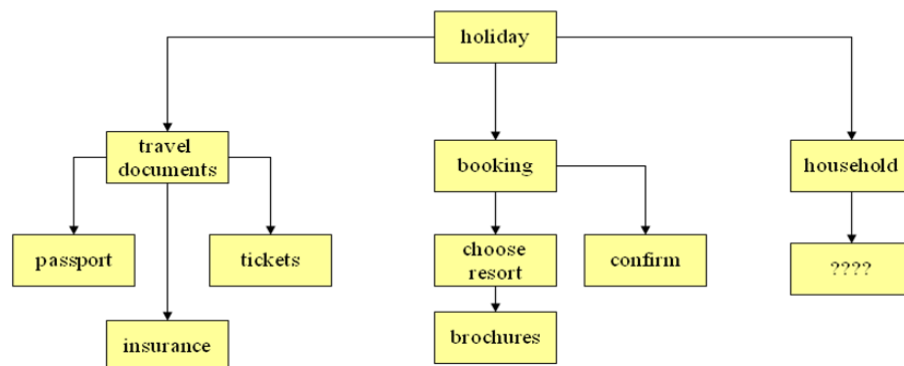 holiday
travel
documents
booking
household
passport
tickets
choose
resort
confirm
????
insurance
brochures